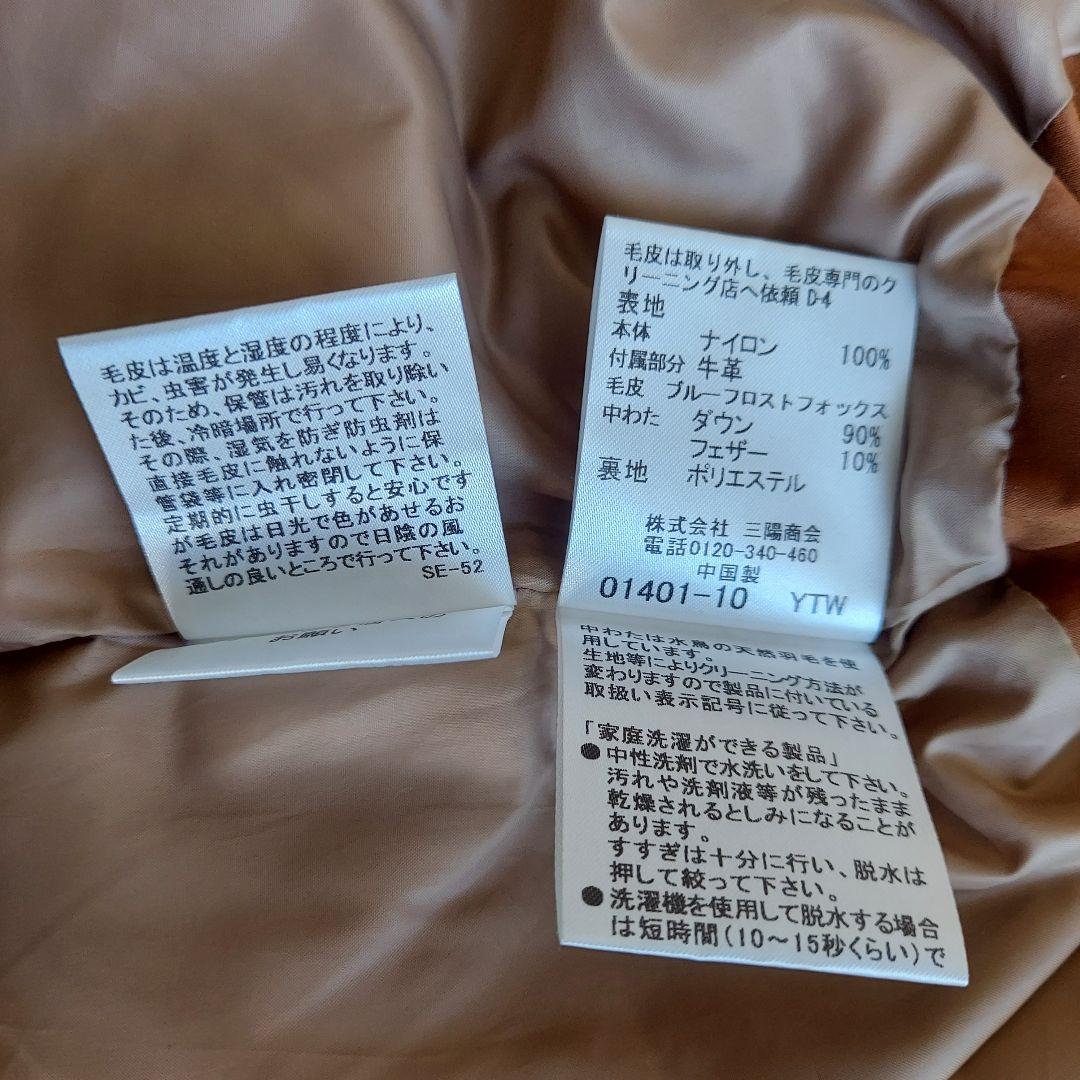 毛皮は温度と湿度の程度により、
カビ、虫害が発生し易くなります。
そのため、保管は汚れを取り除い
た後、冷暗場所で行って下さい。
その際、湿気を防ぎ防虫剤は
直接毛皮に触れないように保
管袋等に入れ密閉して下さい。
定期的に虫干しすると安心です
が毛皮は日光で色があせるお
それがありますので日陰の風
通しの良いところで行って下さい。
SE-52
毛皮は取り外し、毛皮専門のク
リーニング店へ依頼 D-4
表地
本体 ナイロン 100%
付属部分 牛革
毛皮 ブルーフロストフォックス
中わた ダウン 90%
フェザー 10%
裏地 ポリエステル
株式会社 三陽商会
電話0120-340-460
中国製
01401-10 YTW
中わたは水鳥の天然羽毛を使
用しています。
生地等によりクリーニング方法が
変わりますので製品に付いている
取扱い表示記号に従って下さい。
「家庭洗濯ができる製品」
●中性洗剤で水洗いをして下さい。
汚れや洗剤液等が残ったまま
乾燥されるとしみになることが
あります。
すすぎは十分に行い、脱水は
押して絞って下さい。
●洗濯機を使用して脱水する場合
は短時間(10～15秒くらい)で